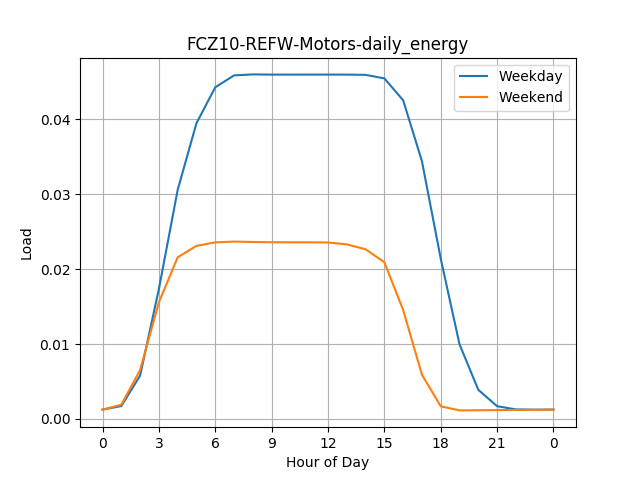 FCZ10-REFW-Motors-daily_energy
Weekday
Weekend
0.04
0.03
0.02
0.01
0.00
Load
0 3 6 9 12 15 18 21 0
Hour of Day